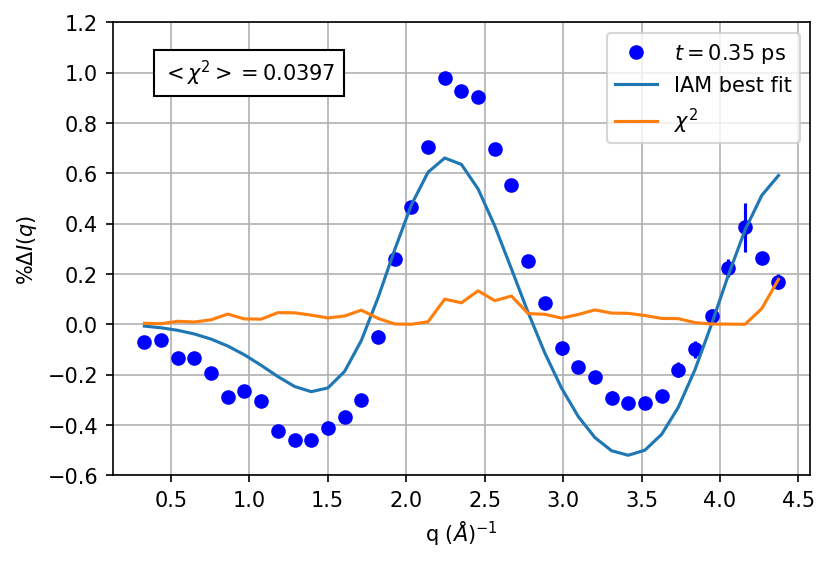 1.2
1.0
0.8
0.6
0.4
0.2
0.0
−0.2
−0.4
−0.6
%ΔI(q)
<χ²> = 0.0397
t = 0.35 ps
IAM best fit
χ²
0.5 1.0 1.5 2.0 2.5 3.0 3.5 4.0 4.5
q (Å)⁻¹